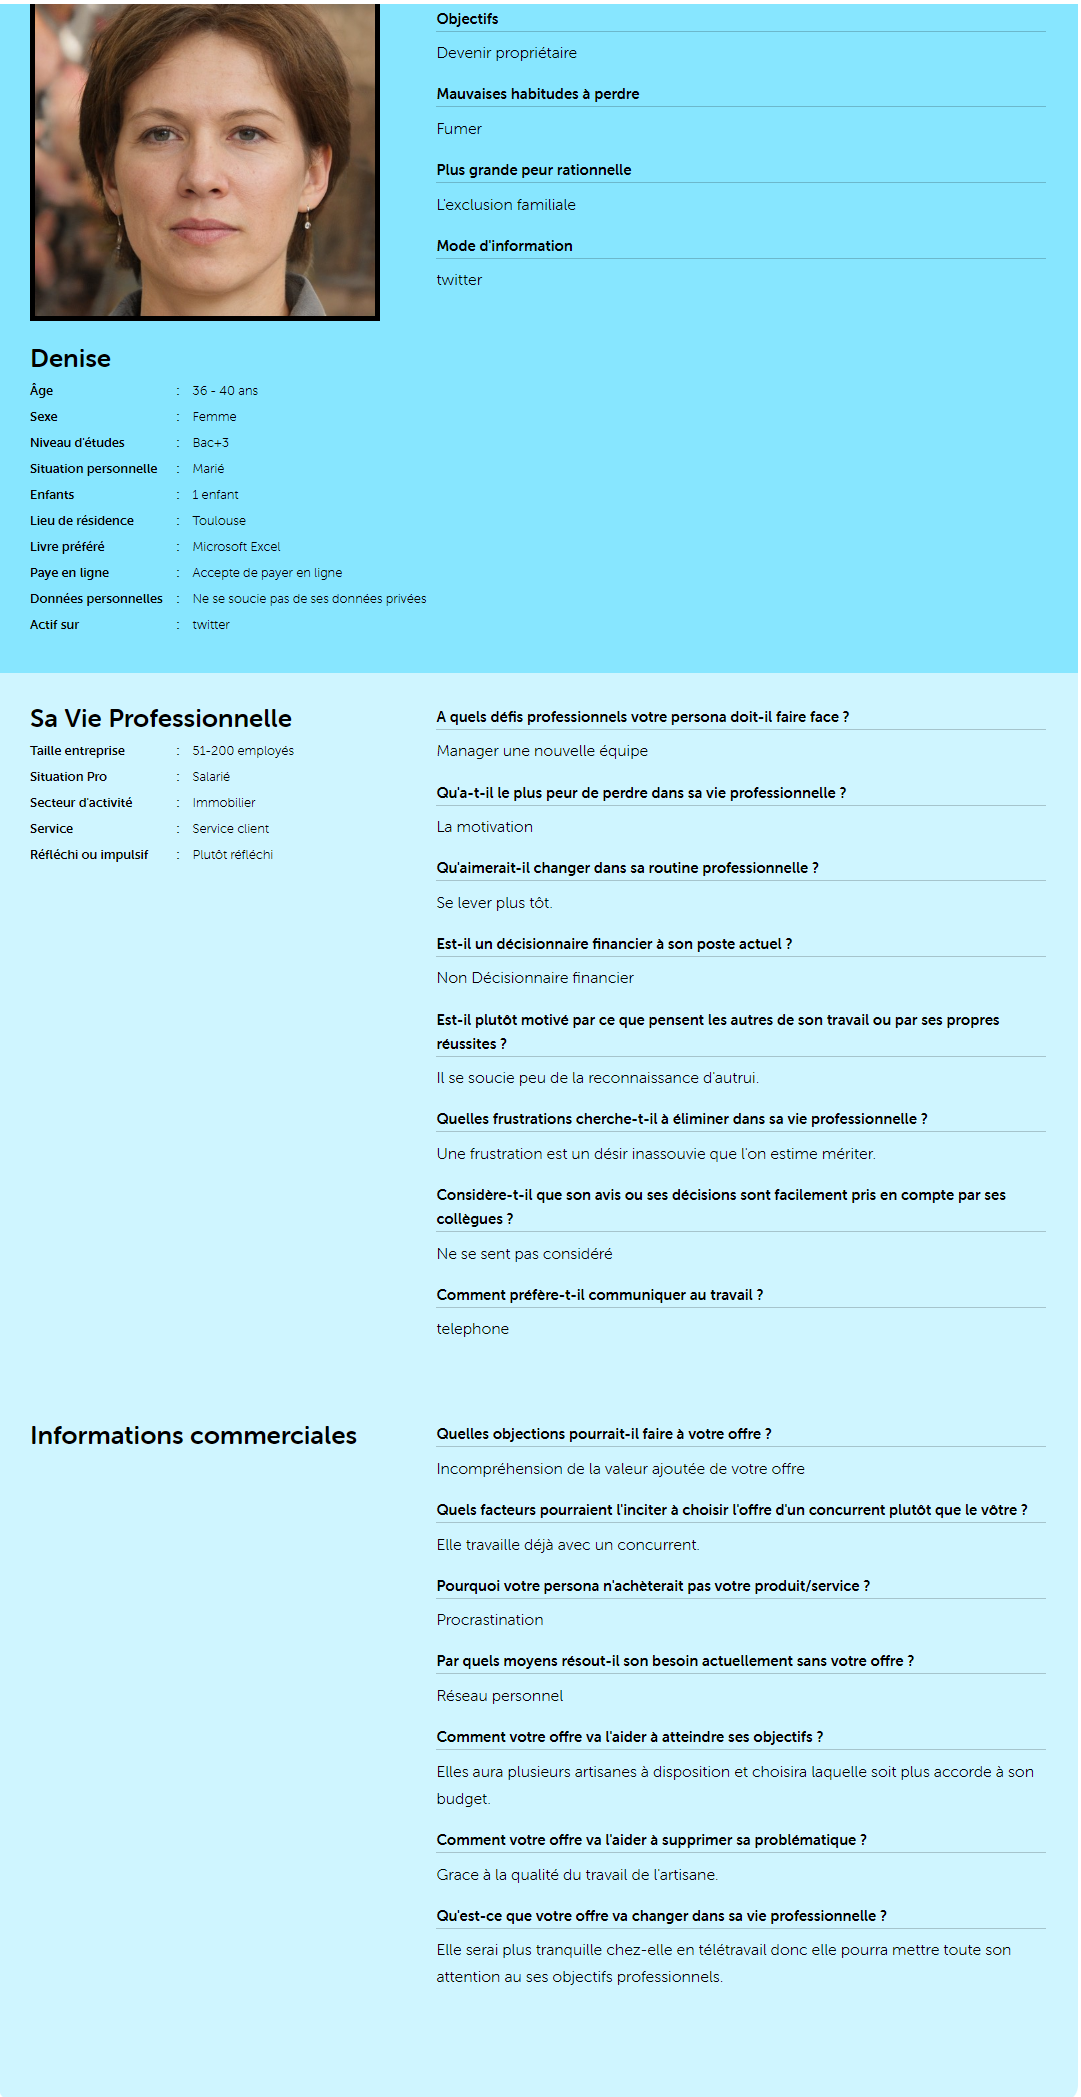 Objectifs
Devenir propriétaire
Mauvaises habitudes à perdre
Fumer
Plus grande peur rationnelle
L'exclusion familiale
Mode d'information
twitter
Denise
Âge : 36 - 40 ans
Sexe : Femme
Niveau d'études : Bac+3
Situation personnelle : Marié
Enfants : 1 enfant
Lieu de résidence : Toulouse
Livre préféré : Microsoft Excel
Paye en ligne : Accepte de payer en ligne
Données personnelles : Ne se soucie pas de ses données privées
Actif sur : twitter
Sa Vie Professionnelle
Taille entreprise : 51-200 employés
Situation Pro : Salarié
Secteur d'activité : Immobilier
Service : Service client
Réfléchi ou impulsif : Plutôt réfléchi
A quels défis professionnels votre persona doit-il faire face ?
Manager une nouvelle équipe
Qu'a-t-il le plus peur de perdre dans sa vie professionnelle ?
La motivation
Qu'aimerait-il changer dans sa routine professionnelle ?
Se lever plus tôt.
Est-il un décisionnaire financier à son poste actuel ?
Non Décisionnaire financier
Est-il plutôt motivé par ce que pensent les autres de son travail ou par ses propres
réussites ?
Il se soucie peu de la reconnaissance d'autrui.
Quelles frustrations cherche-t-il à éliminer dans sa vie professionnelle ?
Une frustration est un désir inassouvie que l'on estime mériter.
Considère-t-il que son avis ou ses décisions sont facilement pris en compte par ses
collègues ?
Ne se sent pas considéré
Comment préfère-t-il communiquer au travail ?
telephone
Informations commerciales
Quelles objections pourrait-il faire à votre offre ?
Incompréhension de la valeur ajoutée de votre offre
Quels facteurs pourraient l'inciter à choisir l'offre d'un concurrent plutôt que le vôtre ?
Elle travaille déjà avec un concurrent.
Pourquoi votre persona n'achèterait pas votre produit/service ?
Procrastination
Par quels moyens résout-il son besoin actuellement sans votre offre ?
Réseau personnel
Comment votre offre va l'aider à atteindre ses objectifs ?
Elles aura plusieurs artisanes à disposition et choisira laquelle soit plus accorde à son
budget.
Comment votre offre va l'aider à supprimer sa problématique ?
Grace à la qualité du travail de l'artisane.
Qu'est-ce que votre offre va changer dans sa vie professionnelle ?
Elle serai plus tranquille chez-elle en télétravail donc elle pourra mettre toute son
attention au ses objectifs professionnels.